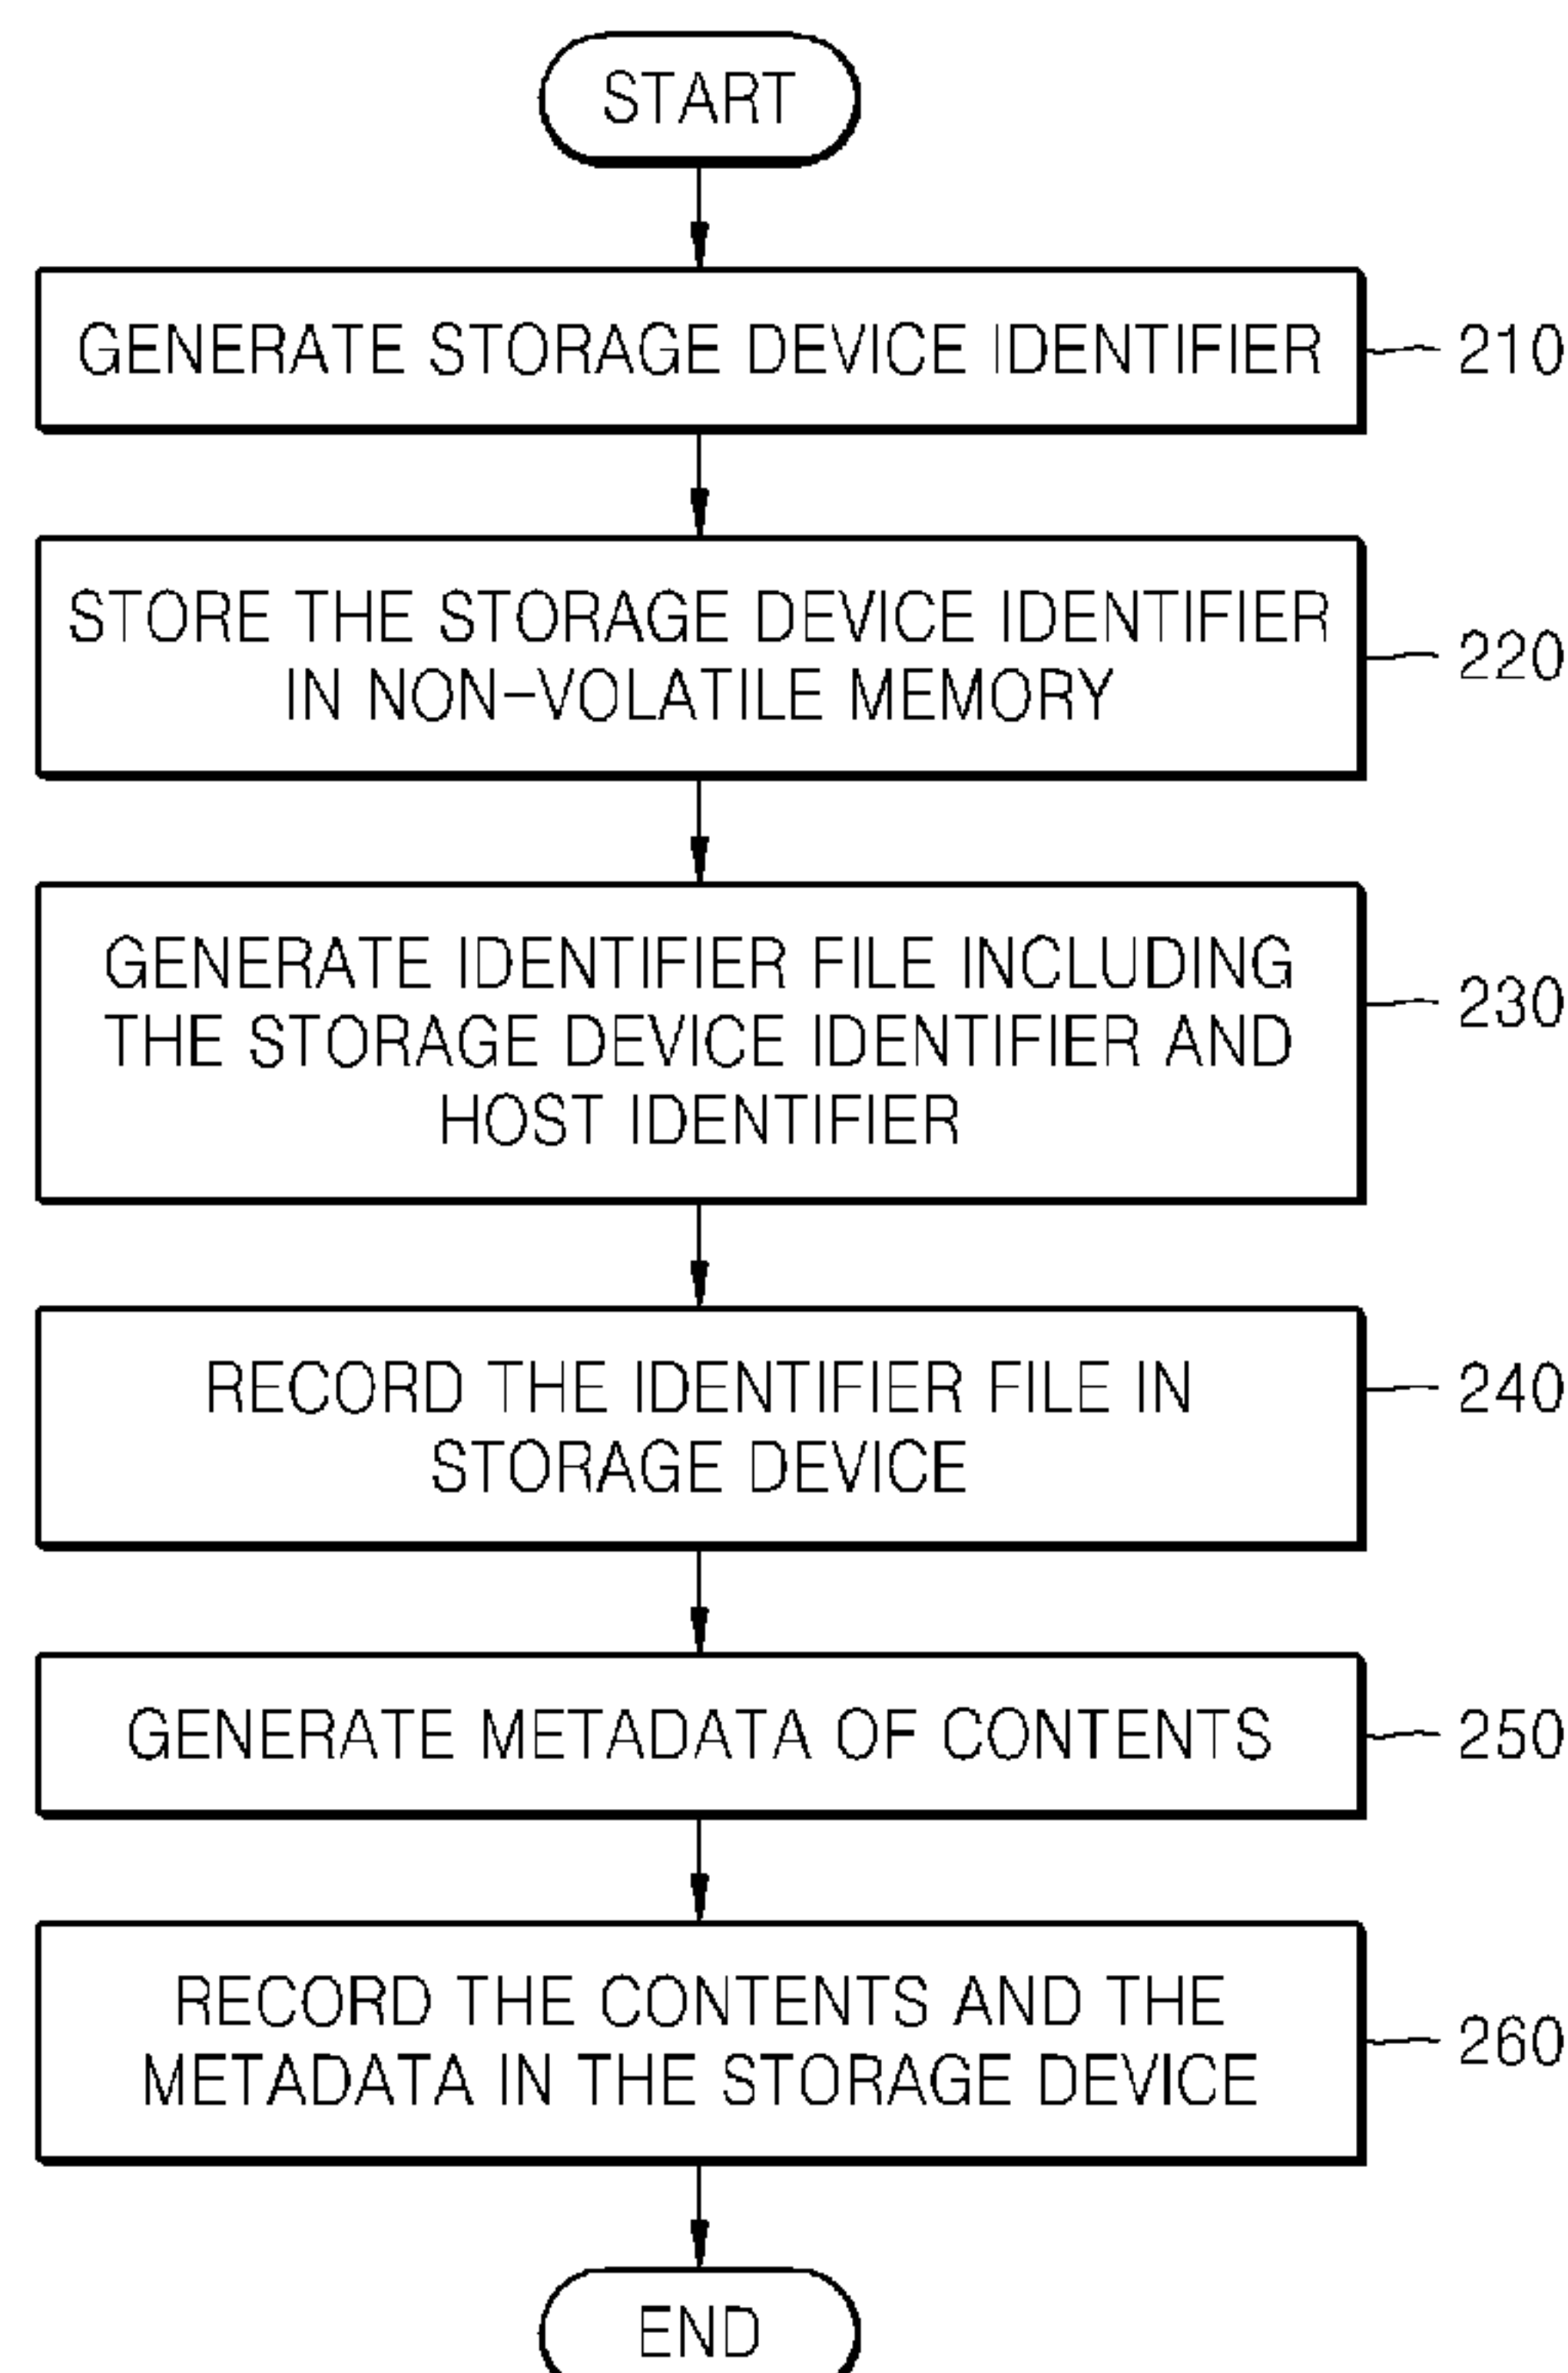 START
GENERATE STORAGE DEVICE IDENTIFIER
210
STORE THE STORAGE DEVICE IDENTIFIER
IN NON-VOLATILE MEMORY
220
GENERATE IDENTIFIER FILE INCLUDING
THE STORAGE DEVICE IDENTIFIER AND
HOST IDENTIFIER
230
RECORD THE IDENTIFIER FILE IN
STORAGE DEVICE
240
GENERATE METADATA OF CONTENTS
250
RECORD THE CONTENTS AND THE
METADATA IN THE STORAGE DEVICE
260
END